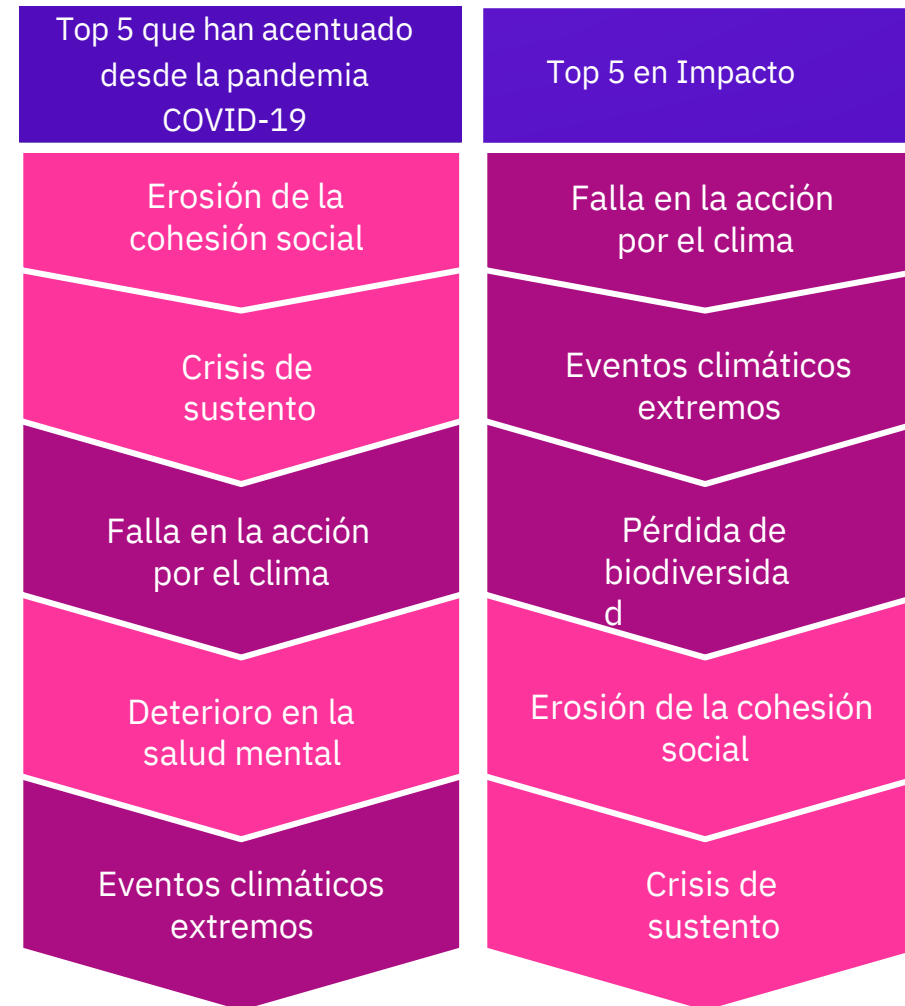 Top 5 que han acentuado
desde la pandemia
COVID-19
Erosión de la
cohesión social
Crisis de
sustento
Falla en la acción
por el clima
Deterioro en la
salud mental
Eventos climáticos
extremos
Top 5 en Impacto
Falla en la acción
por el clima
Eventos climáticos
extremos
Pérdida de
biodiversida
d
Erosión de la cohesión
social
Crisis de
sustento